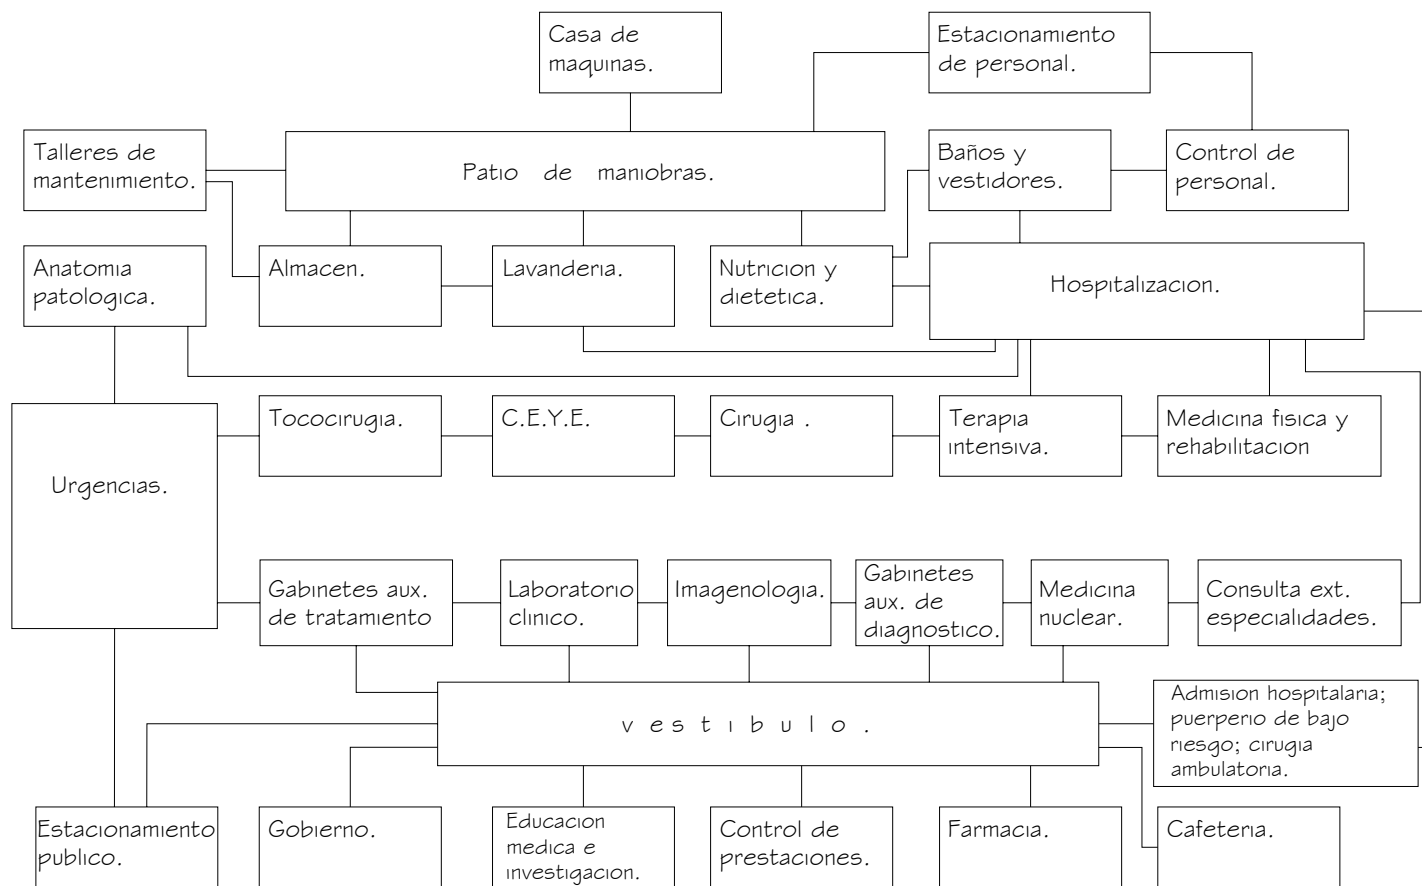 Casa de
maquinas.
Estacionamiento
de personal.
Talleres de
mantenimiento.
Patio de maniobras.
Baños y
vestidores.
Control de
personal.
Anatomia
patologica.
Almacen.
Lavanderia.
Nutricion y
dietetica.
Hospitalizacion.
Urgencias.
Tococirugia.
C.E.Y.E.
Cirugia .
Terapia
intensiva.
Medicina fisica y
rehabilitacion
Gabinetes aux.
de tratamiento
Laboratorio
clinico.
Imagenologia.
Gabinetes
aux. de
diagnostico.
Medicina
nuclear.
Consulta ext.
especialidades.
v e s t i b u l o .
Admision hospitalaria;
puerperio de bajo
riesgo; cirugia
ambulatoria.
Estacionamiento
publico.
Gobierno.
Educacion
medica e
investigacion.
Control de
prestaciones.
Farmacia.
Cafeteria.